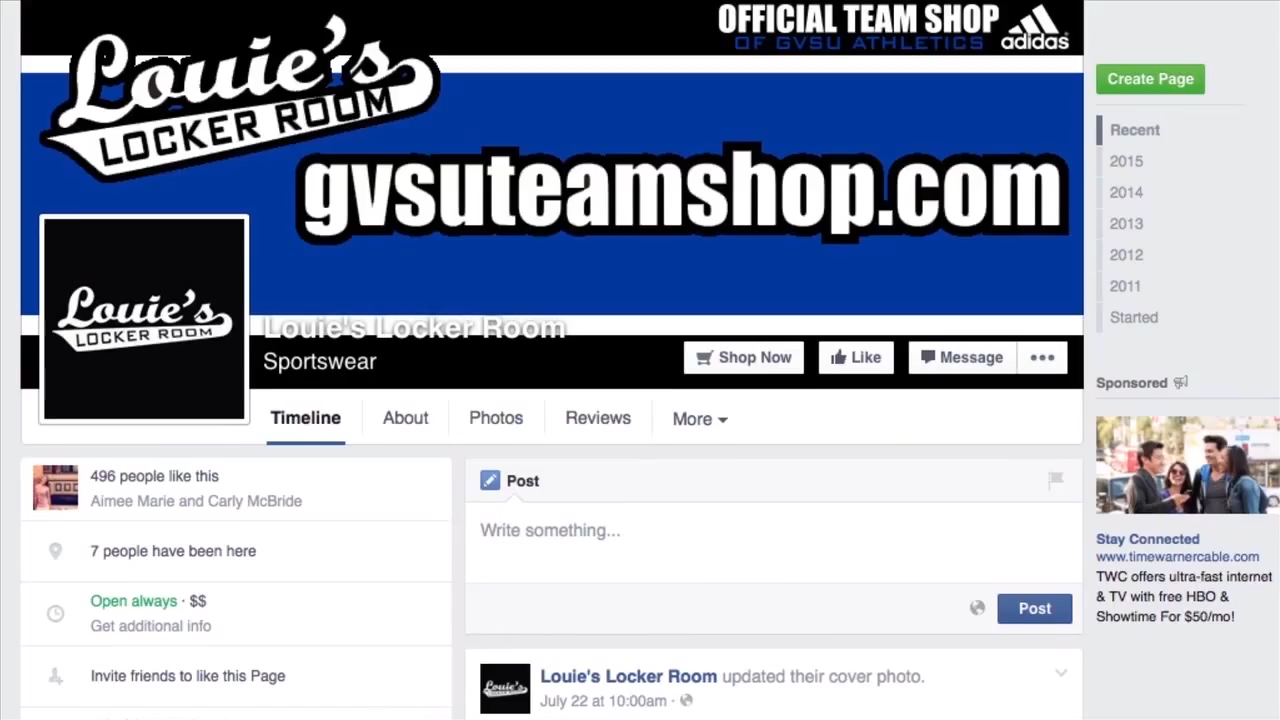 OFFICIAL TEAM SHOP
OF GVSU ATHLETICS
adidas
Louie's
LOCKER ROOM
gvsuteamshop.com
Louie's
LOCKER ROOM
Louie's Locker Room
Sportswear
Shop Now
Like
Message
•••
Timeline
About
Photos
Reviews
More
496 people like this
Aimee Marie and Carly McBride
7 people have been here
Open always · $$
Get additional info
Invite friends to like this Page
Post
Write something...
Post
Louie's
Louie's Locker Room updated their cover photo.
July 22 at 10:00am ·
Create Page
Recent
2015
2014
2013
2012
2011
Started
Sponsored
Stay Connected
www.timewarnercable.com
TWC offers ultra-fast internet
& TV with free HBO &
Showtime For $50/mo!